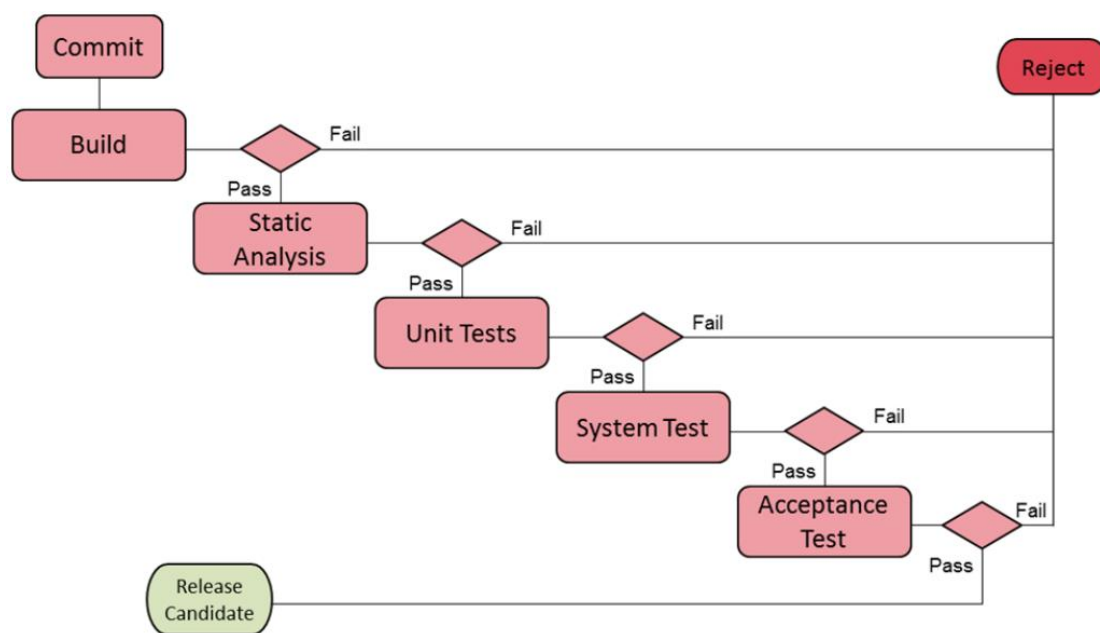 Commit
Reject
Build
Fail
Pass
Static
Analysis
Fail
Pass
Unit Tests
Fail
Pass
System Test
Fail
Pass
Acceptance
Test
Fail
Pass
Release
Candidate